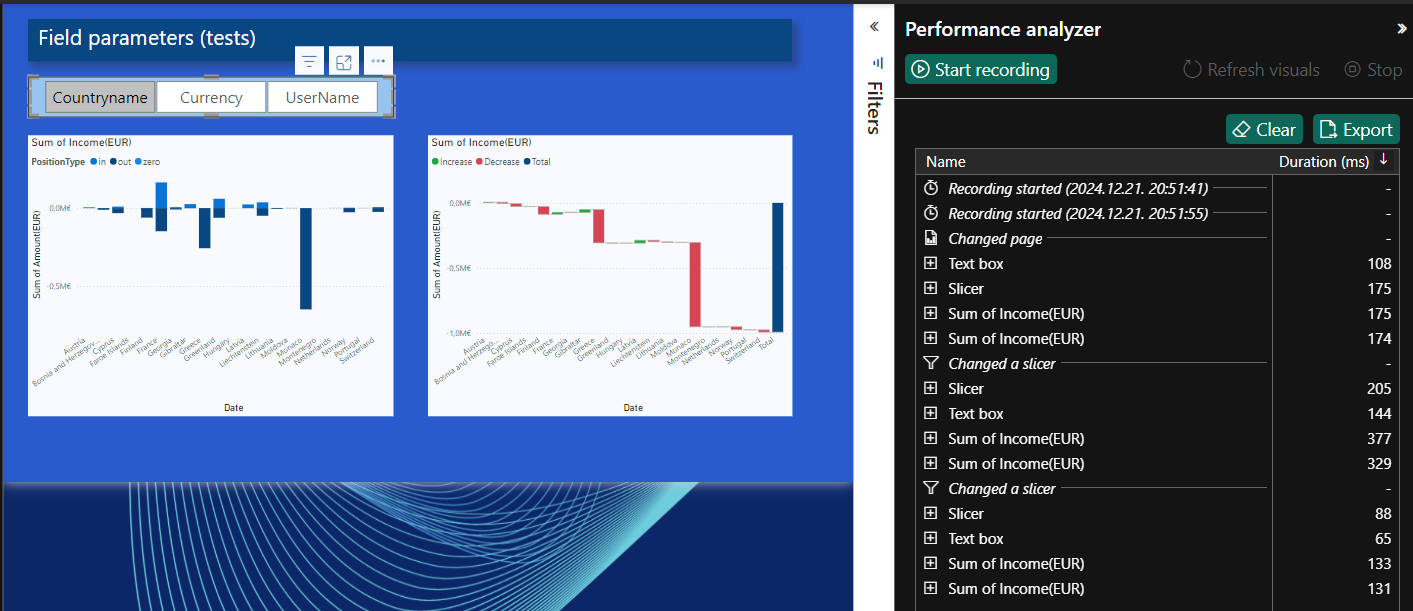 Field parameters (tests)
Countryname Currency UserName
Sum of Income(EUR)
PositionType in out zero
Sum of Amount(EUR)
0,0M€
-0,5M€
Austria
Bosnia and Herzegov...
Cyprus
Faroe Islands
Finland
France
Georgia
Gibraltar
Greece
Greenland
Hungary
Latvia
Liechtenstein
Lithuania
Moldova
Monaco
Montenegro
Netherlands
Norway
Portugal
Switzerland
Date
Sum of Income(EUR)
Increase Decrease Total
Sum of Amount(EUR)
0,0M€
-0,5M€
-1,0M€
Austria
Bosnia and Herzego...
Cyprus
Faroe Islands
Finland
France
Georgia
Gibraltar
Greece
Greenland
Hungary
Latvia
Liechtenstein
Lithuania
Moldova
Monaco
Montenegro
Netherlands
Norway
Portugal
Switzerland
Total
Date
Filters
Performance analyzer
Start recording Refresh visuals Stop
Clear Export
Name Duration (ms)
Recording started (2024.12.21. 20:51:41) -
Recording started (2024.12.21. 20:51:55) -
Changed page -
Text box 108
Slicer 175
Sum of Income(EUR) 175
Sum of Income(EUR) 174
Changed a slicer -
Slicer 205
Text box 144
Sum of Income(EUR) 377
Sum of Income(EUR) 329
Changed a slicer -
Slicer 88
Text box 65
Sum of Income(EUR) 133
Sum of Income(EUR) 131